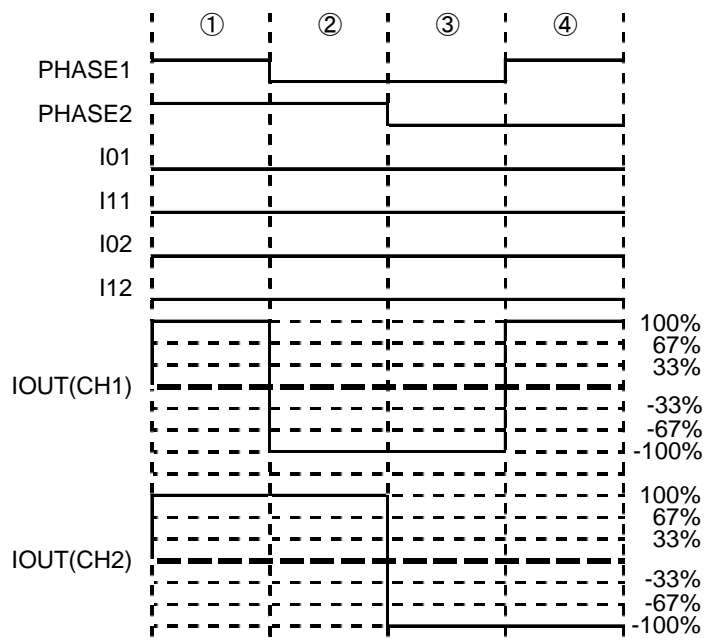 ① ② ③ ④
PHASE1
PHASE2
I01
I11
I02
I12
100%
67%
33%
IOUT(CH1)
-33%
-67%
-100%
100%
67%
33%
IOUT(CH2)
-33%
-67%
-100%